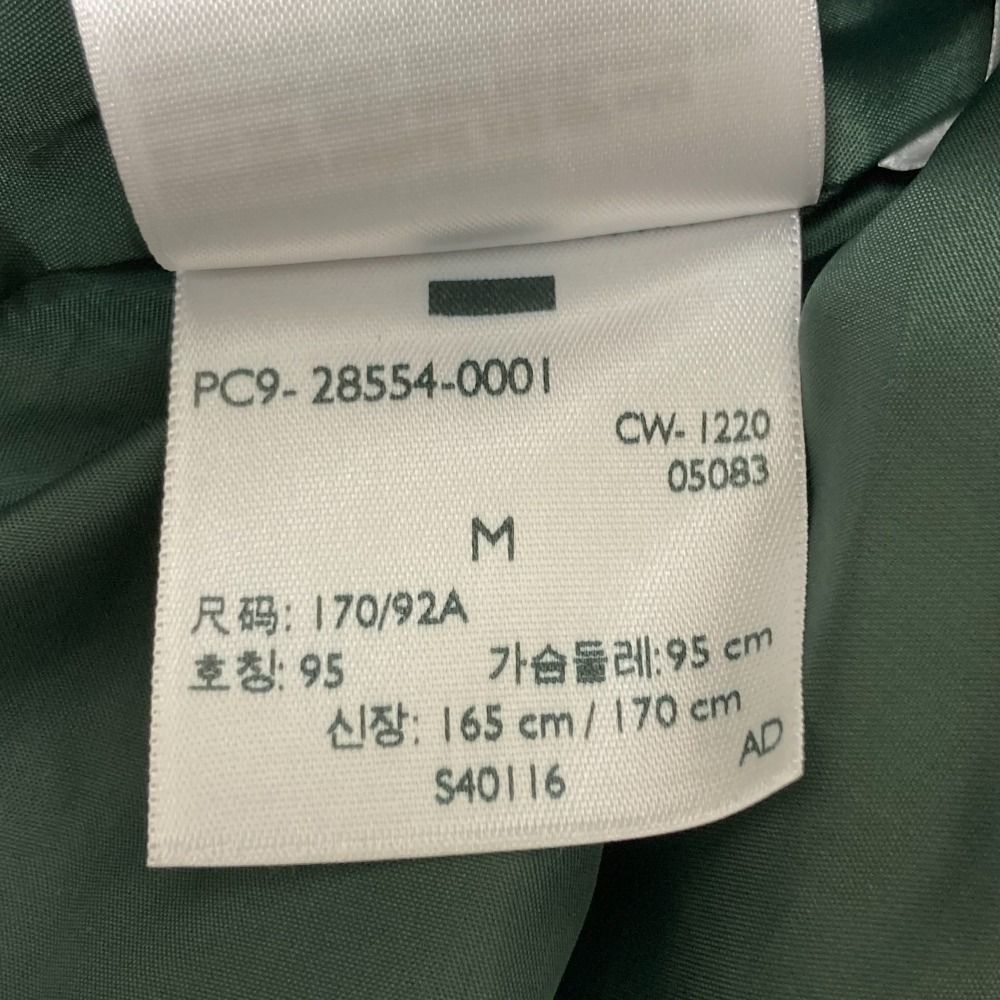 PC9- 28554-0001
CW- 1220
05083
M
尺码: 170/92A
호칭: 95 가슴둘레: 95 cm
신장: 165 cm / 170 cm
AD
S40116